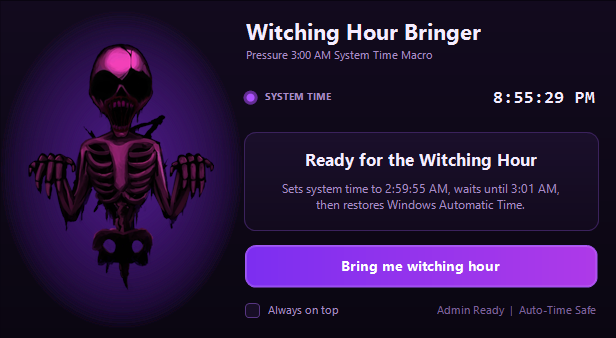 Witching Hour Bringer
Pressure 3:00 AM System Time Macro
SYSTEM TIME
8:55:29 PM
Ready for the Witching Hour
Sets system time to 2:59:55 AM, waits until 3:01 AM,
then restores Windows Automatic Time.
Bring me witching hour
Always on top
Admin Ready | Auto-Time Safe